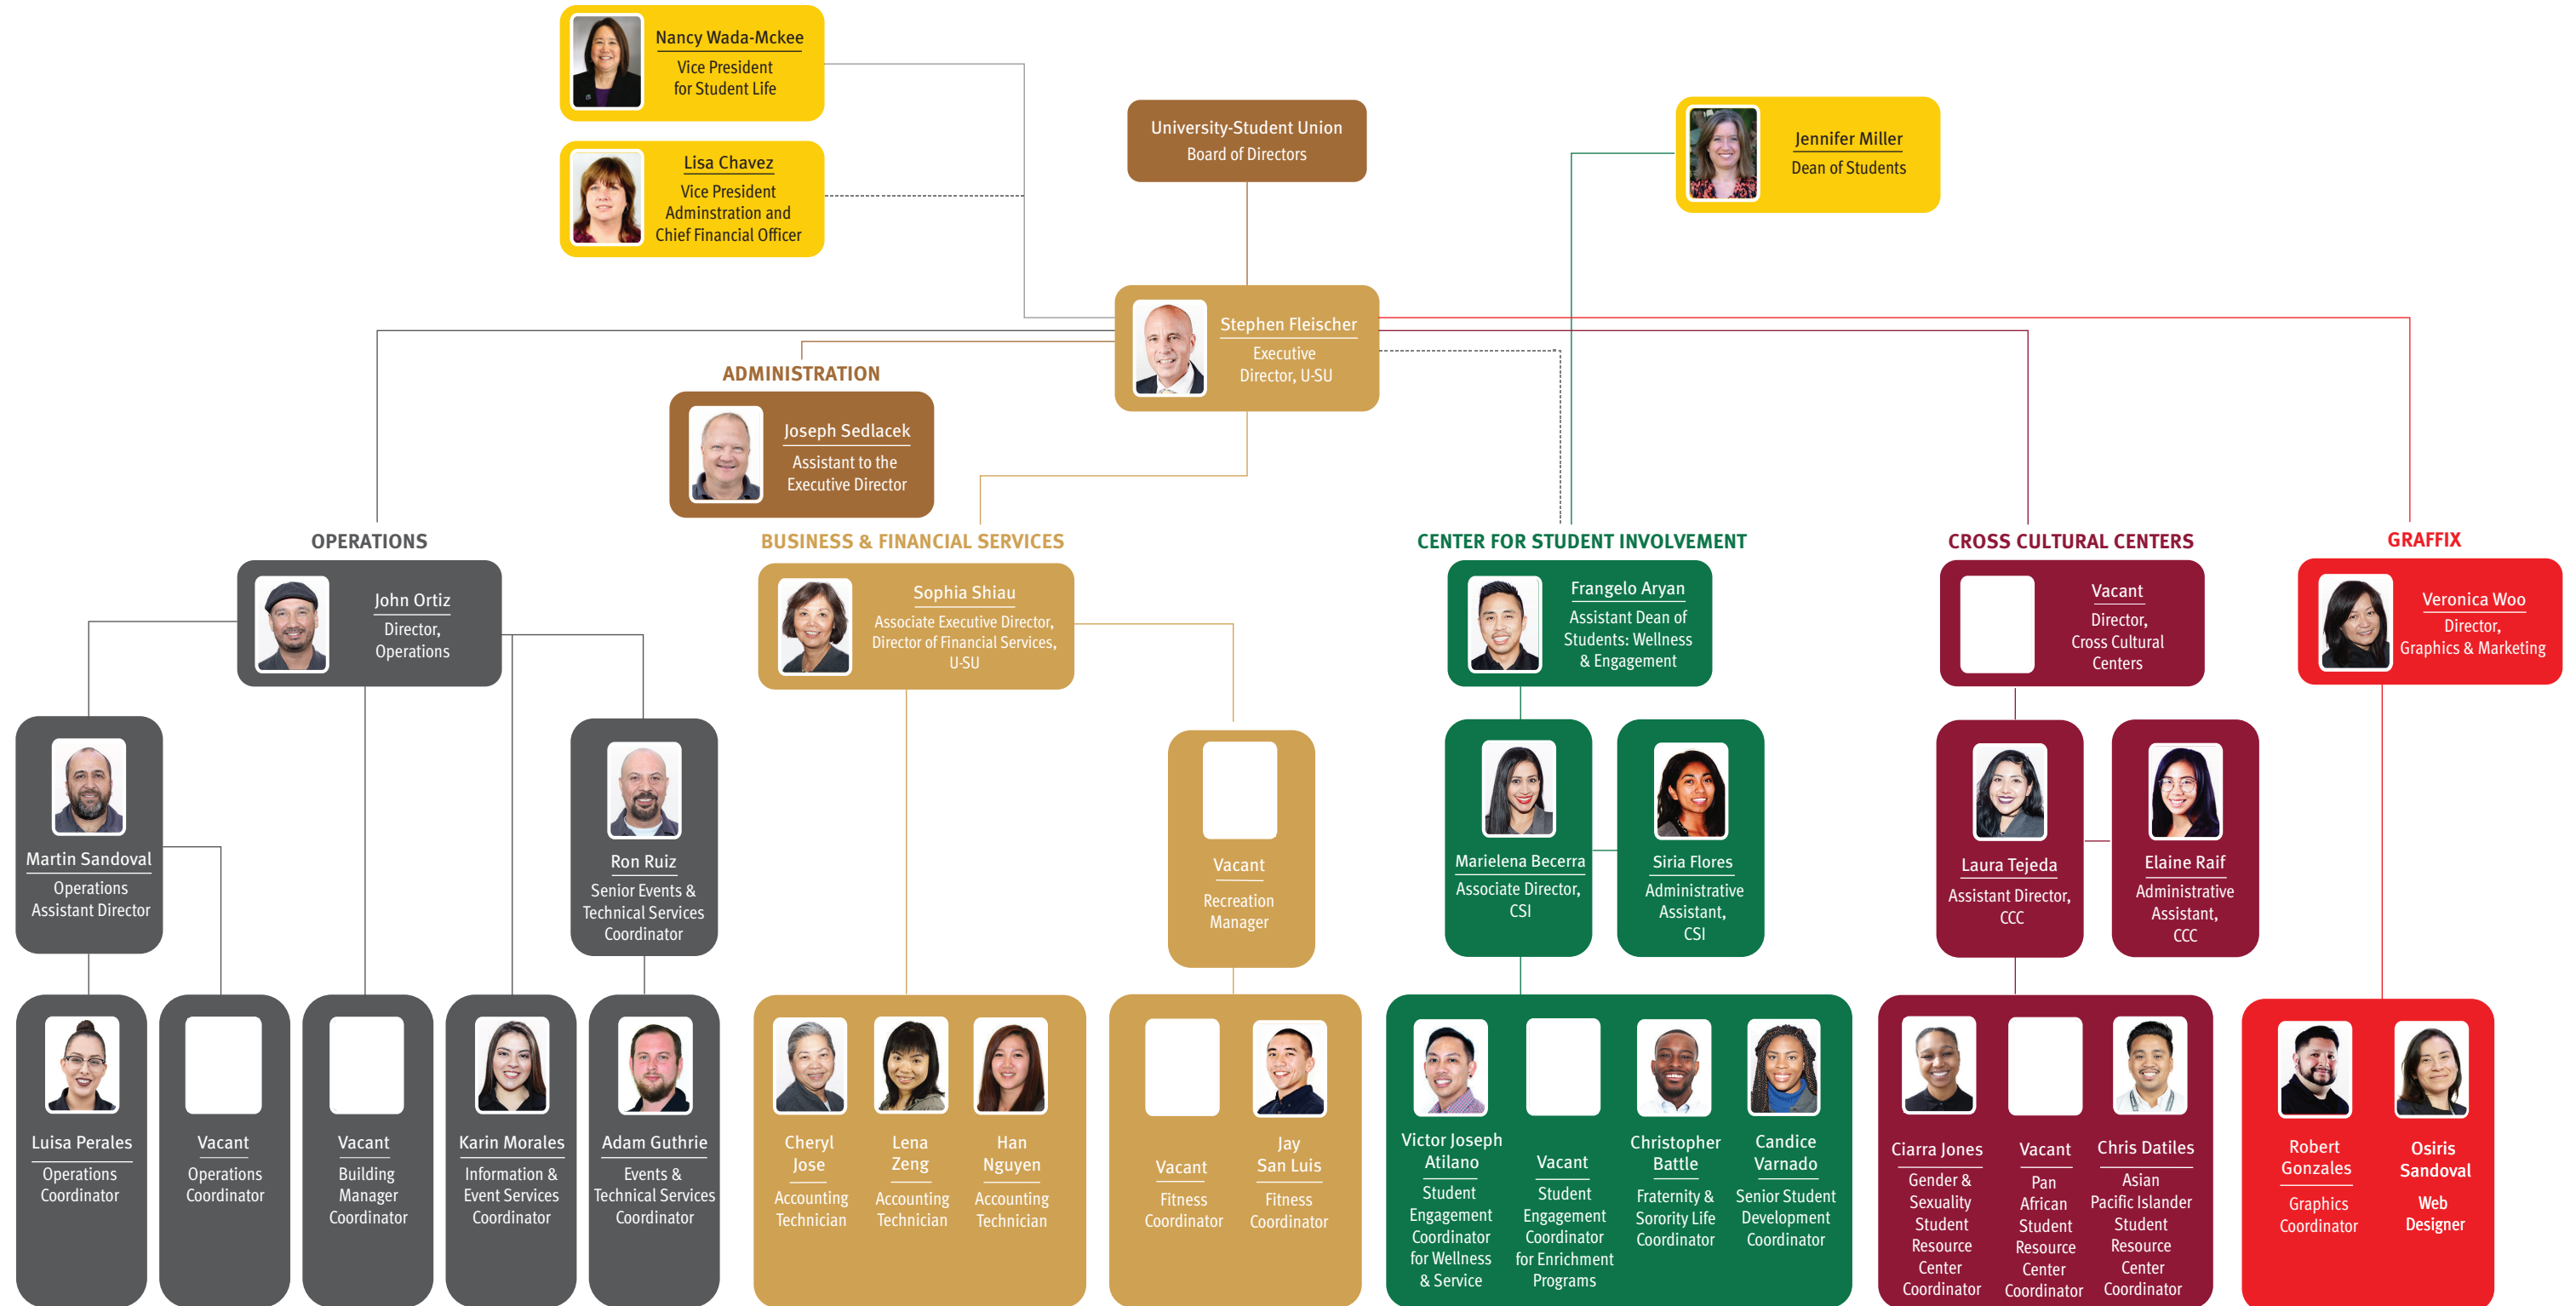 Nancy Wada-Mckee
Vice President
for Student Life
Lisa Chavez
Vice President
Adminstration and
Chief Financial Officer
University-Student Union
Board of Directors
Jennifer Miller
Dean of Students
Stephen Fleischer
Executive
Director, U-SU
ADMINISTRATION
Joseph Sedlacek
Assistant to the
Executive Director
OPERATIONS
John Ortiz
Director,
Operations
Martin Sandoval
Operations
Assistant Director
Ron Ruiz
Senior Events &
Technical Services
Coordinator
Luisa Perales
Operations
Coordinator
Vacant
Operations
Coordinator
Vacant
Building
Manager
Coordinator
Karin Morales
Information &
Event Services
Coordinator
Adam Guthrie
Events &
Technical Services
Coordinator
BUSINESS & FINANCIAL SERVICES
Sophia Shiau
Associate Executive Director,
Director of Financial Services,
U-SU
Vacant
Recreation
Manager
Cheryl
Jose
Accounting
Technician
Lena
Zeng
Accounting
Technician
Han
Nguyen
Accounting
Technician
Vacant
Fitness
Coordinator
Jay
San Luis
Fitness
Coordinator
CENTER FOR STUDENT INVOLVEMENT
Frangelo Aryan
Assistant Dean of
Students: Wellness
& Engagement
Marielena Becerra
Associate Director,
CSI
Siria Flores
Administrative
Assistant,
CSI
Victor Joseph
Atilano
Student
Engagement
Coordinator
for Wellness
& Service
Vacant
Student
Engagement
Coordinator
for Enrichment
Programs
Christopher
Battle
Fraternity &
Sorority Life
Coordinator
Candice
Varnado
Senior Student
Development
Coordinator
CROSS CULTURAL CENTERS
Vacant
Director,
Cross Cultural
Centers
Laura Tejeda
Assistant Director,
CCC
Elaine Raif
Administrative
Assistant,
CCC
Ciarra Jones
Gender &
Sexuality
Student
Resource
Center
Coordinator
Vacant
Pan
African
Student
Resource
Center
Coordinator
Chris Datiles
Asian
Pacific Islander
Student
Resource
Center
Coordinator
GRAFFIX
Veronica Woo
Director,
Graphics & Marketing
Robert
Gonzales
Graphics
Coordinator
Osiris
Sandoval
Web
Designer